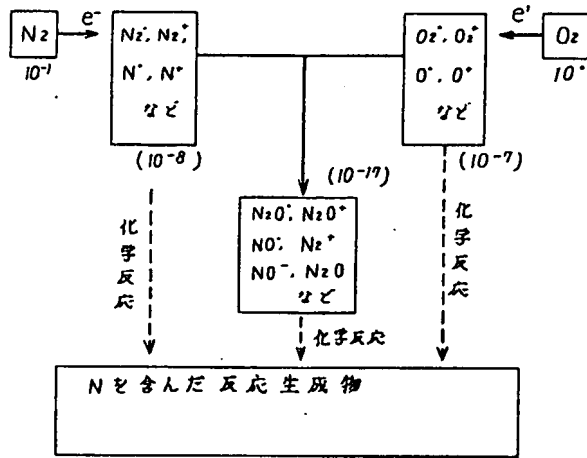 N2
e-
10-1
N2*, N2+,
N*, N+
など
(10-8)
O2*, O2+
O*, O+
など
(10-7)
e'
O2
10°
(10-17)
N2O*, N2O+
NO*, N2+
NO-, N2O
など
化学反応
化学反応
化学反応
Nを含んだ反応生成物